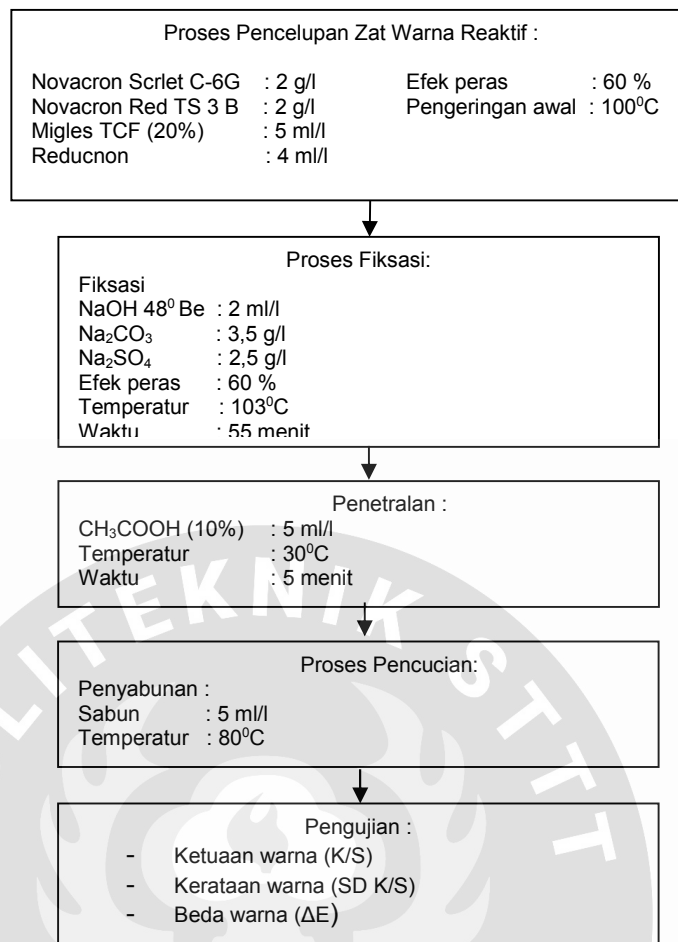 Proses Pencelupan Zat Warna Reaktif :
Novacron Scrlet C-6G : 2 g/l Efek peras : 60 %
Novacron Red TS 3 B : 2 g/l Pengeringan awal : 100⁰C
Migles TCF (20%) : 5 ml/l
Reducnon : 4 ml/l
Proses Fiksasi:
Fiksasi
NaOH 48⁰ Be : 2 ml/l
Na₂CO₃ : 3,5 g/l
Na₂SO₄ : 2,5 g/l
Efek peras : 60 %
Temperatur : 103⁰C
Waktu : 55 menit
Penetralan :
CH₃COOH (10%) : 5 ml/l
Temperatur : 30⁰C
Waktu : 5 menit
Proses Pencucian:
Penyabunan :
Sabun : 5 ml/l
Temperatur : 80⁰C
Pengujian :
- Ketuaan warna (K/S)
- Kerataan warna (SD K/S)
- Beda warna (ΔE)
LITEKNIK STTT